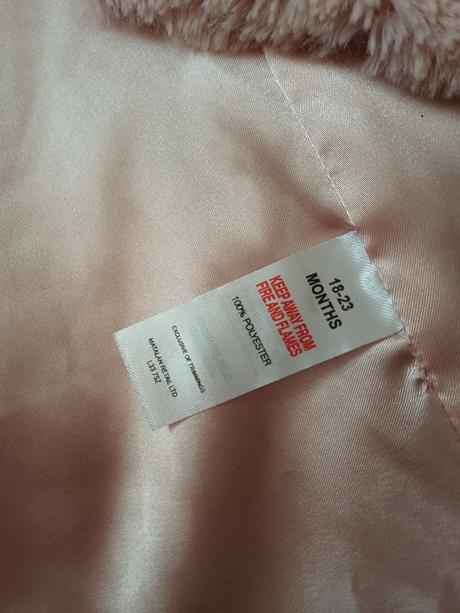 18-23
MONTHS
KEEP AWAY FROM
FIRE AND FLAMES
100% POLYESTER
EXCLUSIVE OF TRIMMINGS
MATALAN RETAIL LTD
L33 7SZ